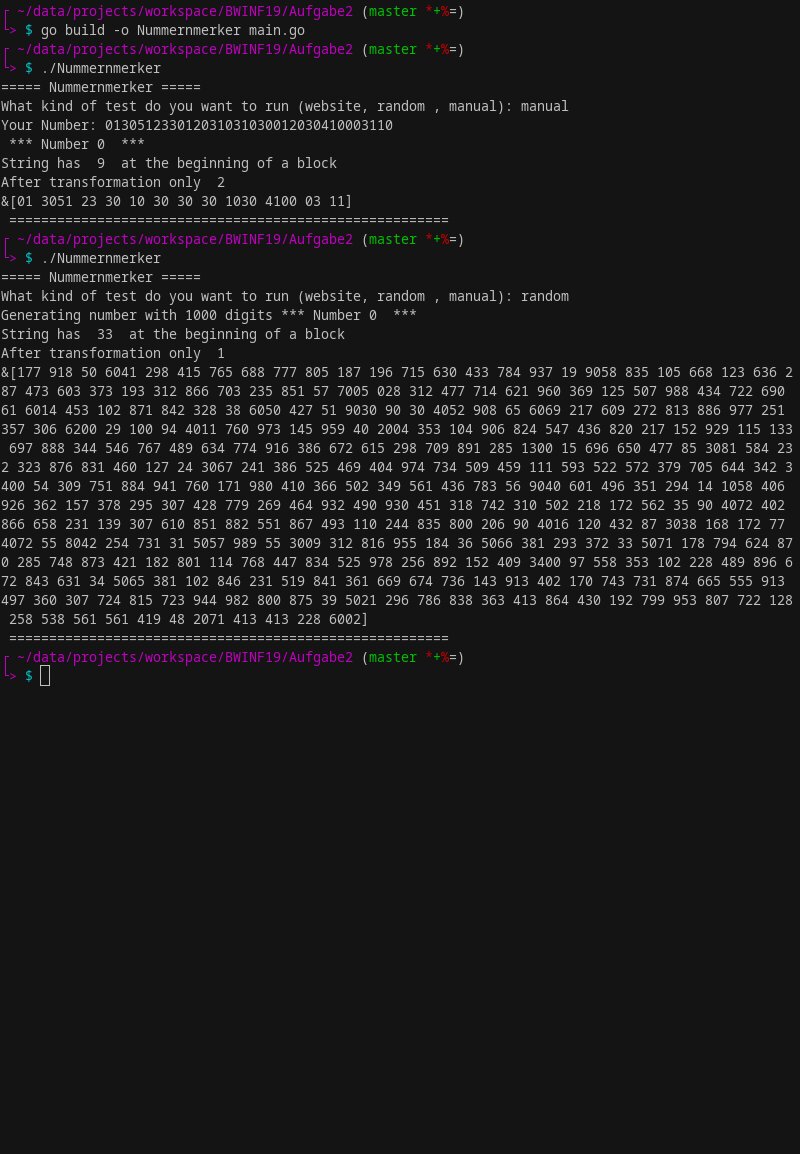 ┌ ~/data/projects/workspace/BWINF19/Aufgabe2 (master *+%=)
└> $ go build -o Nummernmerker main.go
┌ ~/data/projects/workspace/BWINF19/Aufgabe2 (master *+%=)
└> $ ./Nummernmerker
===== Nummernmerker =====
What kind of test do you want to run (website, random , manual): manual
Your Number: 013051233012031031030012030410003110
 *** Number 0  ***
String has  9  at the beginning of a block
After transformation only  2
&[01 3051 23 30 10 30 30 30 1030 4100 03 11]
 =======================================================
┌ ~/data/projects/workspace/BWINF19/Aufgabe2 (master *+%=)
└> $ ./Nummernmerker
===== Nummernmerker =====
What kind of test do you want to run (website, random , manual): random
Generating number with 1000 digits *** Number 0  ***
String has  33  at the beginning of a block
After transformation only  1
&[177 918 50 6041 298 415 765 688 777 805 187 196 715 630 433 784 937 19 9058 835 105 668 123 636 2
87 473 603 373 193 312 866 703 235 851 57 7005 028 312 477 714 621 960 369 125 507 988 434 722 690
61 6014 453 102 871 842 328 38 6050 427 51 9030 90 30 4052 908 65 6069 217 609 272 813 886 977 251
357 306 6200 29 100 94 4011 760 973 145 959 40 2004 353 104 906 824 547 436 820 217 152 929 115 133
 697 888 344 546 767 489 634 774 916 386 672 615 298 709 891 285 1300 15 696 650 477 85 3081 584 23
2 323 876 831 460 127 24 3067 241 386 525 469 404 974 734 509 459 111 593 522 572 379 705 644 342 3
400 54 309 751 884 941 760 171 980 410 366 502 349 561 436 783 56 9040 601 496 351 294 14 1058 406
926 362 157 378 295 307 428 779 269 464 932 490 930 451 318 742 310 502 218 172 562 35 90 4072 402
866 658 231 139 307 610 851 882 551 867 493 110 244 835 800 206 90 4016 120 432 87 3038 168 172 77
4072 55 8042 254 731 31 5057 989 55 3009 312 816 955 184 36 5066 381 293 372 33 5071 178 794 624 87
0 285 748 873 421 182 801 114 768 447 834 525 978 256 892 152 409 3400 97 558 353 102 228 489 896 6
72 843 631 34 5065 381 102 846 231 519 841 361 669 674 736 143 913 402 170 743 731 874 665 555 913
497 360 307 724 815 723 944 982 800 875 39 5021 296 786 838 363 413 864 430 192 799 953 807 722 128
 258 538 561 561 419 48 2071 413 413 228 6002]
 =======================================================
┌ ~/data/projects/workspace/BWINF19/Aufgabe2 (master *+%=)
└> $